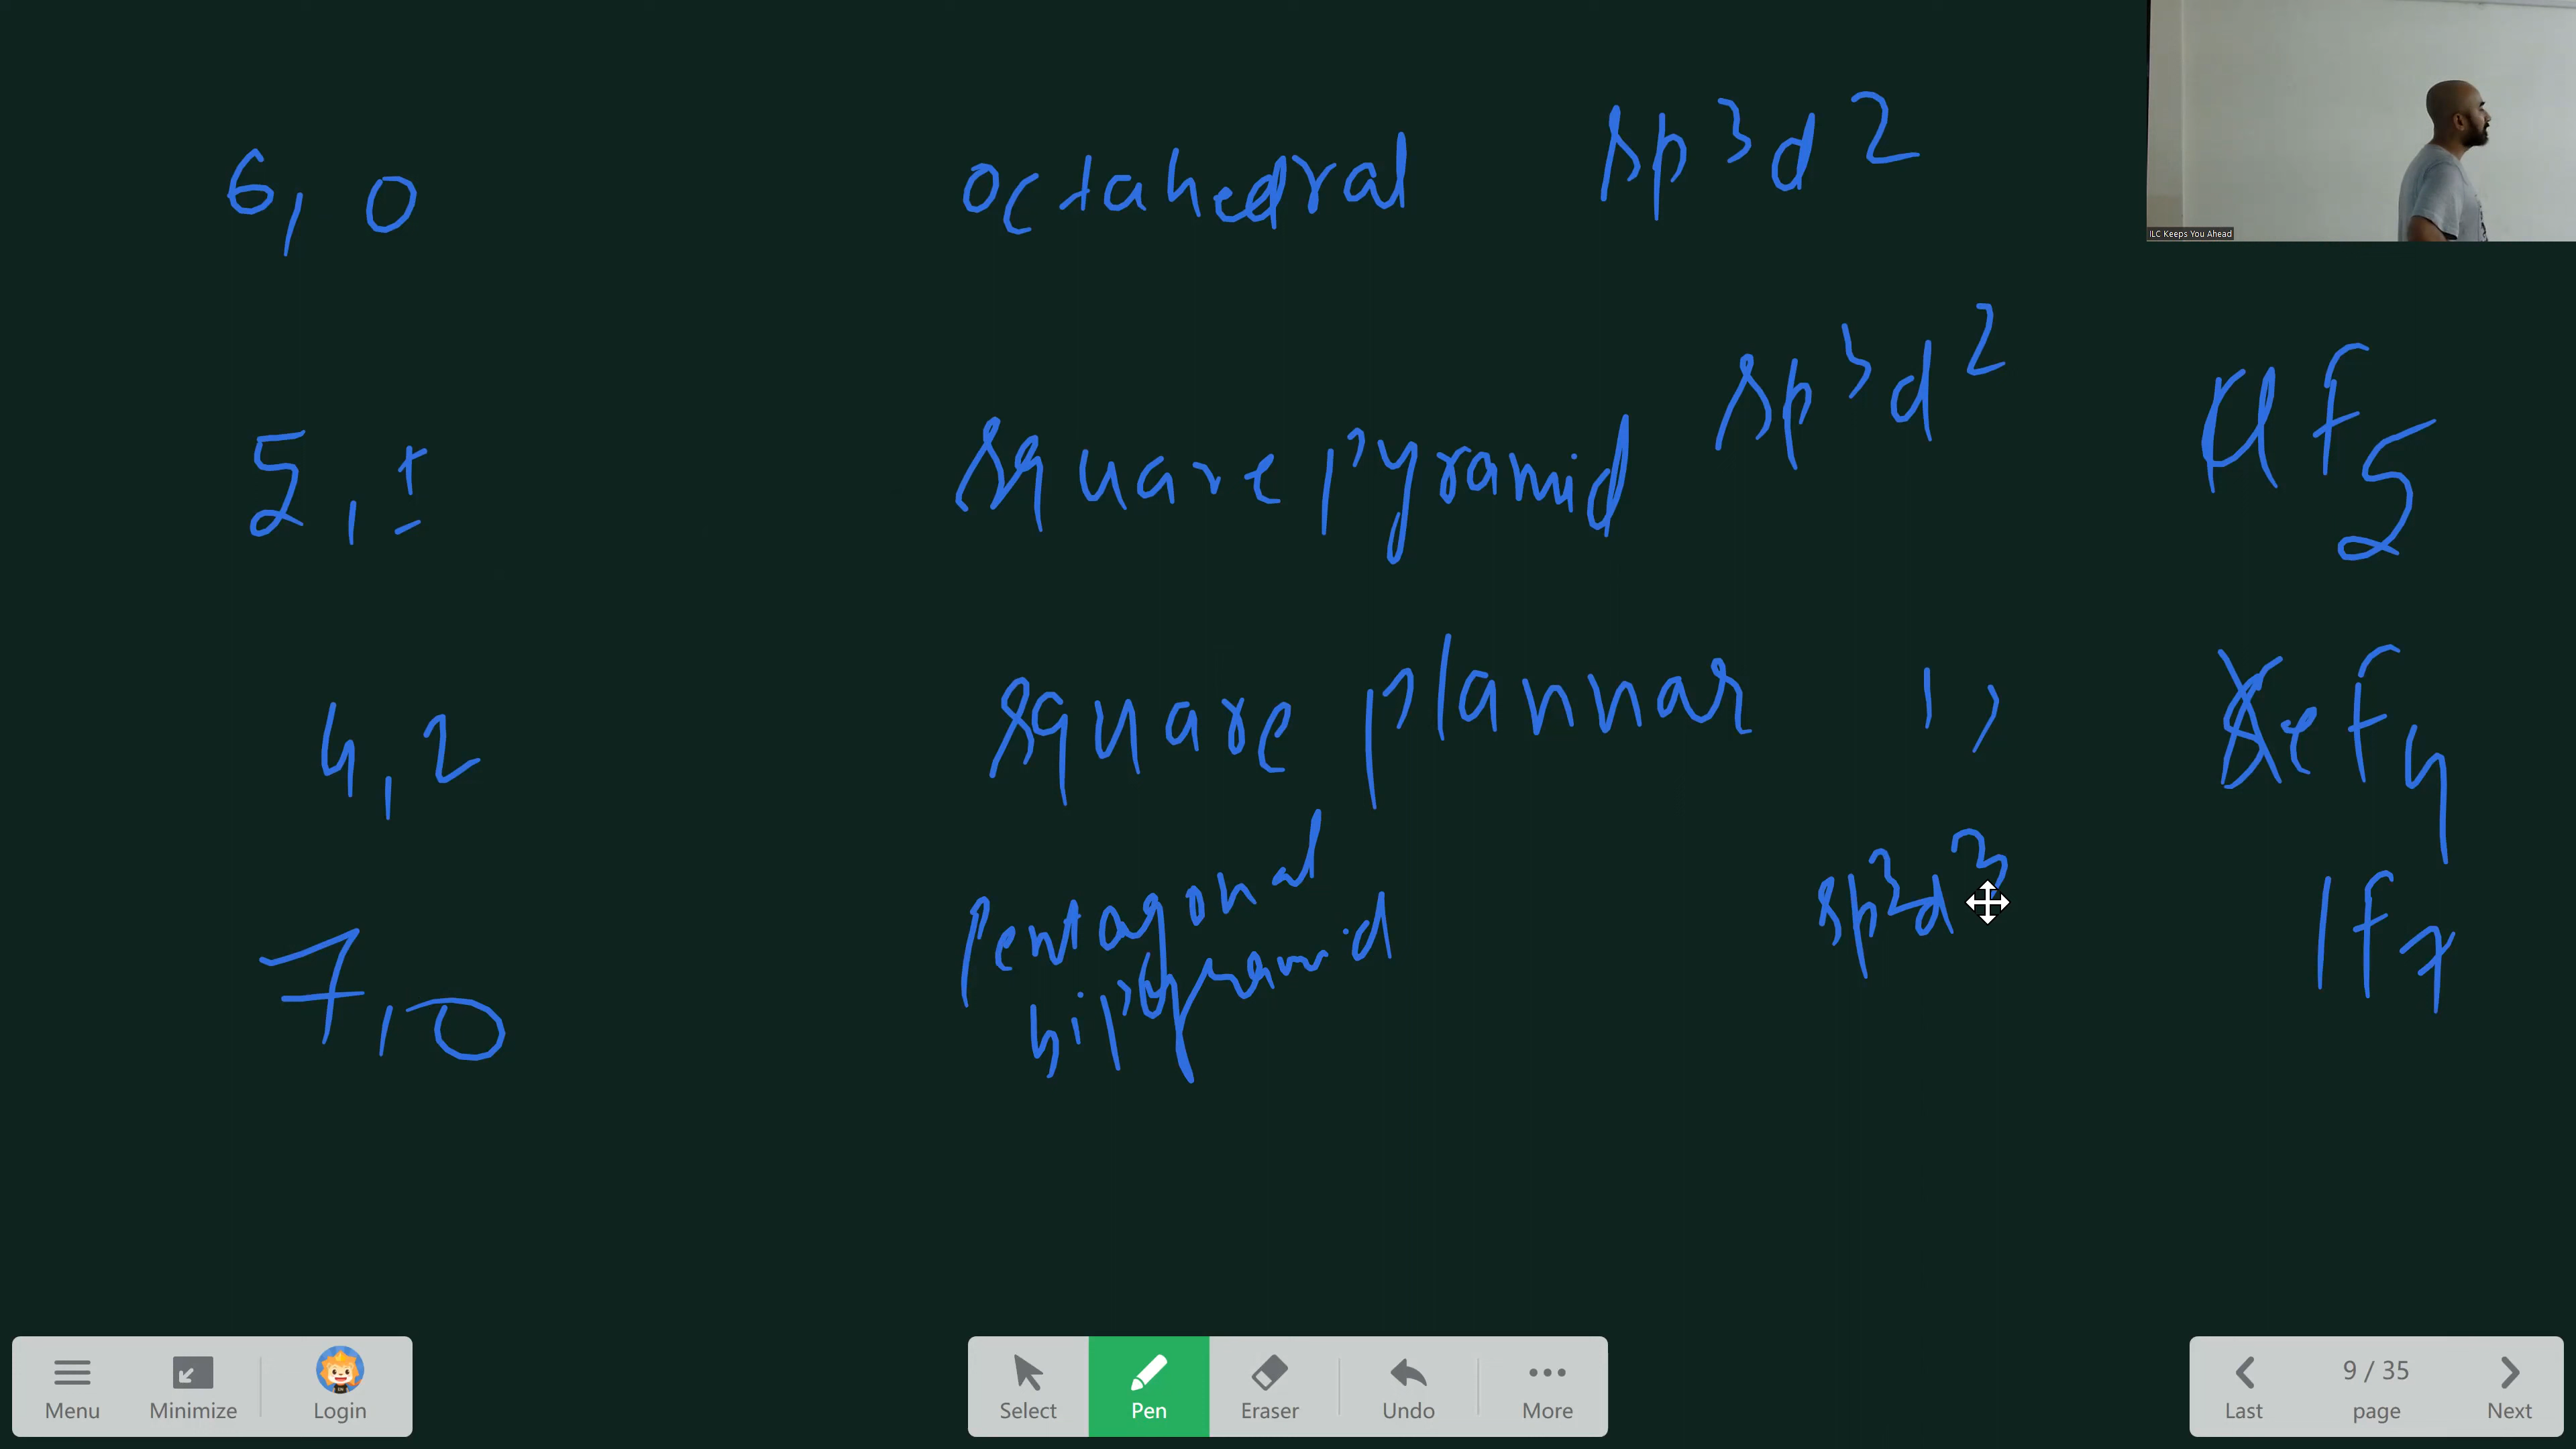 6, 0 octahedral sp3d2
5, 1 square pyramid sp3d2 ClF5
4, 2 square plannar ,, XeF4
7, 0 pentagonal bipyramid sp3d3 IF7
ILC Keeps You Ahead
Menu Minimize Login Select Pen Eraser Undo More Last 9 / 35 page Next